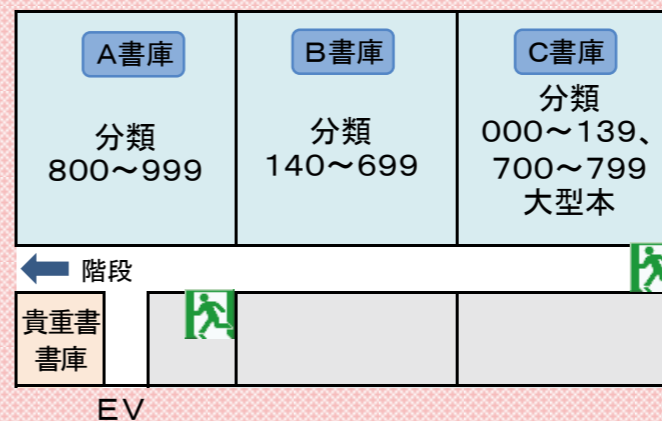 A書庫
分類
800～999
B書庫
分類
140～699
C書庫
分類
000～139、
700～799
大型本
階段
貴重書
書庫
EV